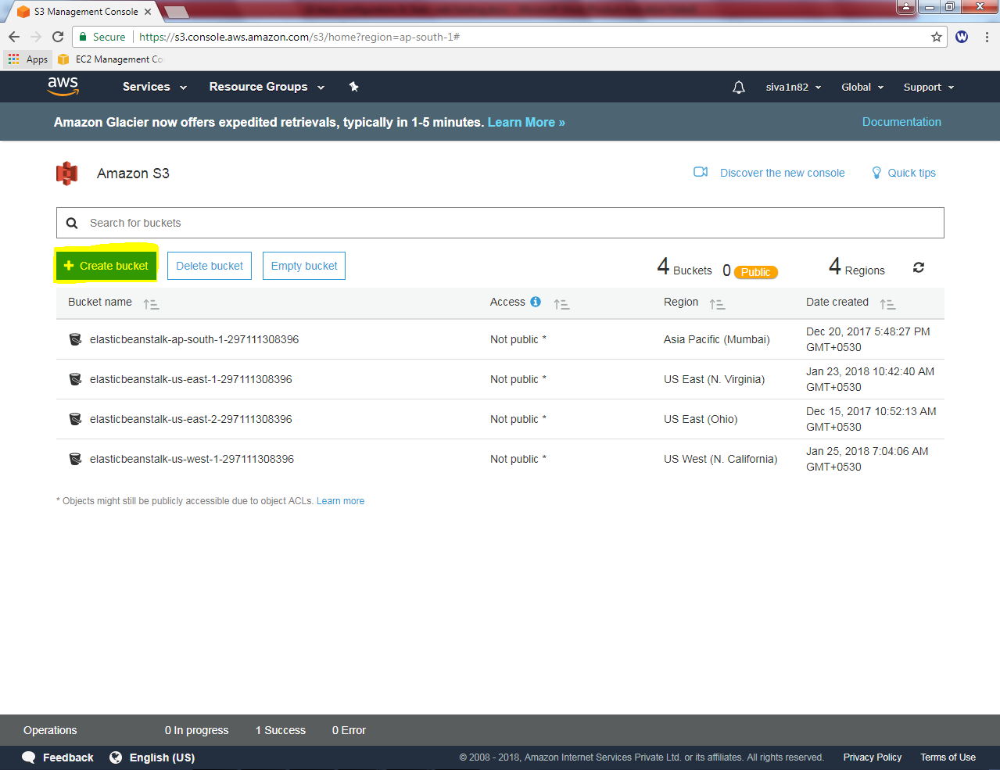 S3 Management Console
Secure https://s3.console.aws.amazon.com/s3/home?region=ap-south-1#
Apps EC2 Management Co
aws Services Resource Groups siva1n82 Global Support
Amazon Glacier now offers expedited retrievals, typically in 1-5 minutes. Learn More » Documentation
Amazon S3 Discover the new console Quick tips
Search for buckets
+ Create bucket Delete bucket Empty bucket 4 Buckets 0 Public 4 Regions
Bucket name Access Region Date created
elasticbeanstalk-ap-south-1-297111308396 Not public * Asia Pacific (Mumbai) Dec 20, 2017 5:48:27 PM
GMT+0530
elasticbeanstalk-us-east-1-297111308396 Not public * US East (N. Virginia) Jan 23, 2018 10:42:40 AM
GMT+0530
elasticbeanstalk-us-east-2-297111308396 Not public * US East (Ohio) Dec 15, 2017 10:52:13 AM
GMT+0530
elasticbeanstalk-us-west-1-297111308396 Not public * US West (N. California) Jan 25, 2018 7:04:06 AM
GMT+0530
* Objects might still be publicly accessible due to object ACLs. Learn more
Operations 0 In progress 1 Success 0 Error
Feedback English (US) © 2008 - 2018, Amazon Internet Services Private Ltd. or its affiliates. All rights reserved. Privacy Policy Terms of Use